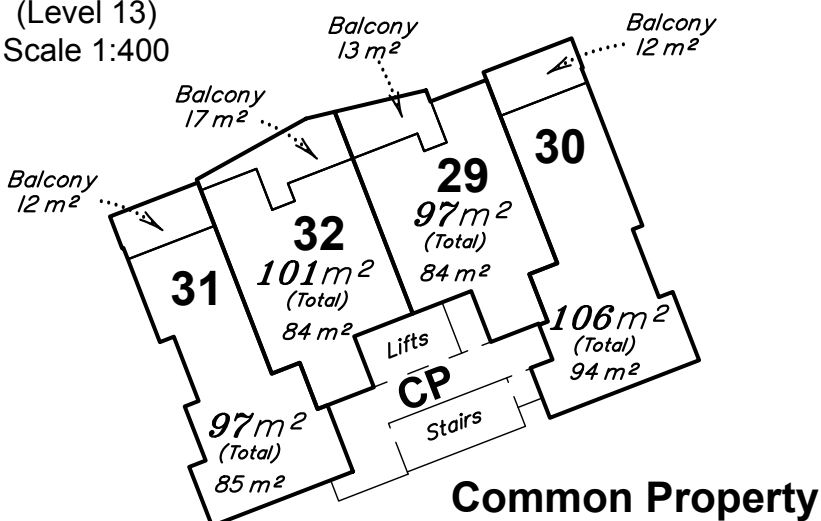 (Level 13)
Scale 1:400
Balcony
13 m²
Balcony
12 m²
Balcony
17 m²
Balcony
12 m²
30
29
97m²
(Total)
84 m²
32
101m²
(Total)
84 m²
31
106m²
(Total)
94 m²
Lifts
CP
Stairs
97m²
(Total)
85 m²
Common Property